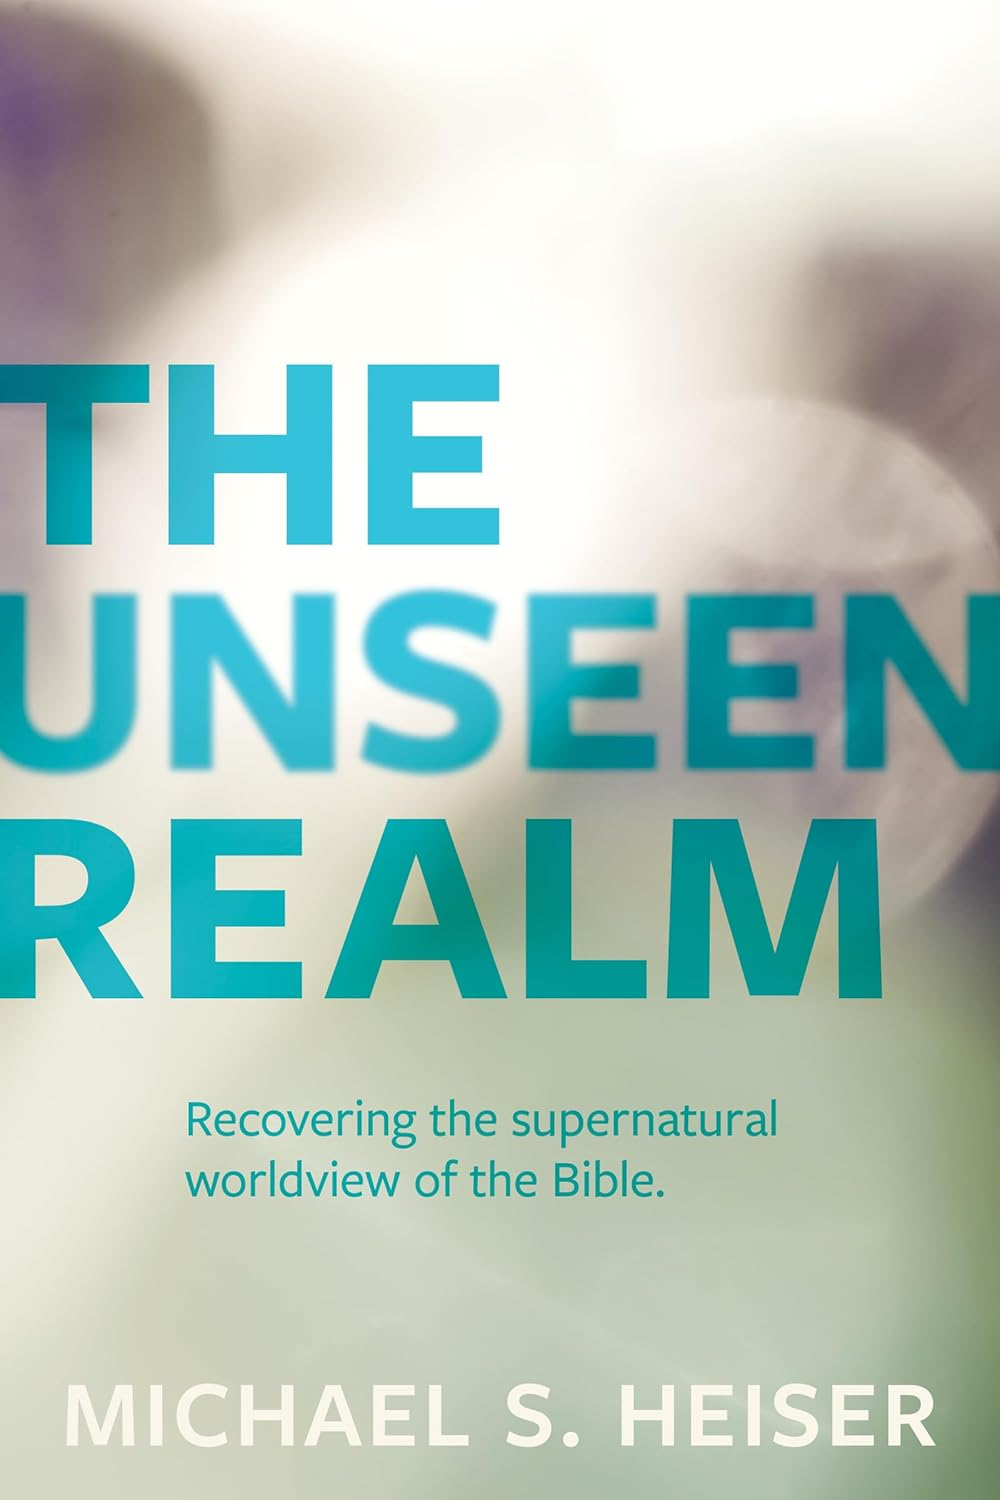 THE
UNSEEN
REALM
Recovering the supernatural
worldview of the Bible.
MICHAEL S. HEISER